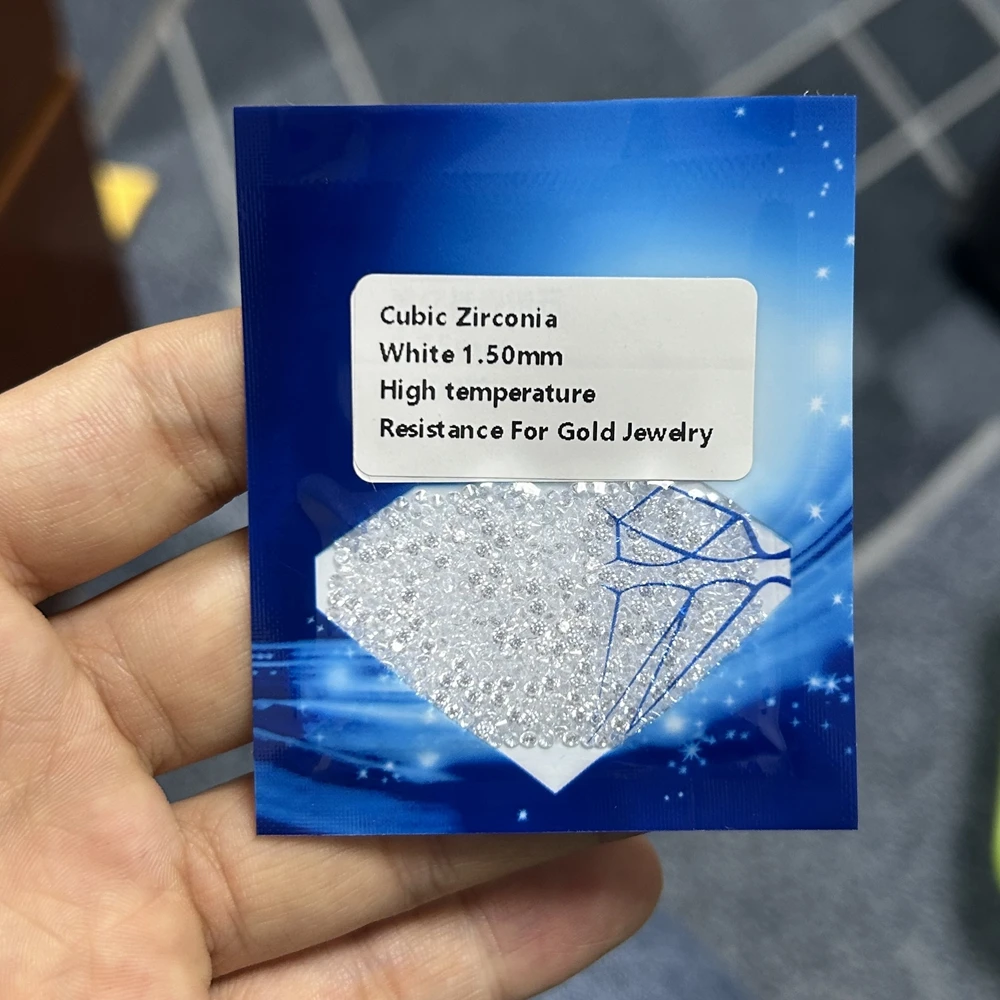 Cubic Zirconia
White 1.50mm
High temperature
Resistance For Gold Jewelry